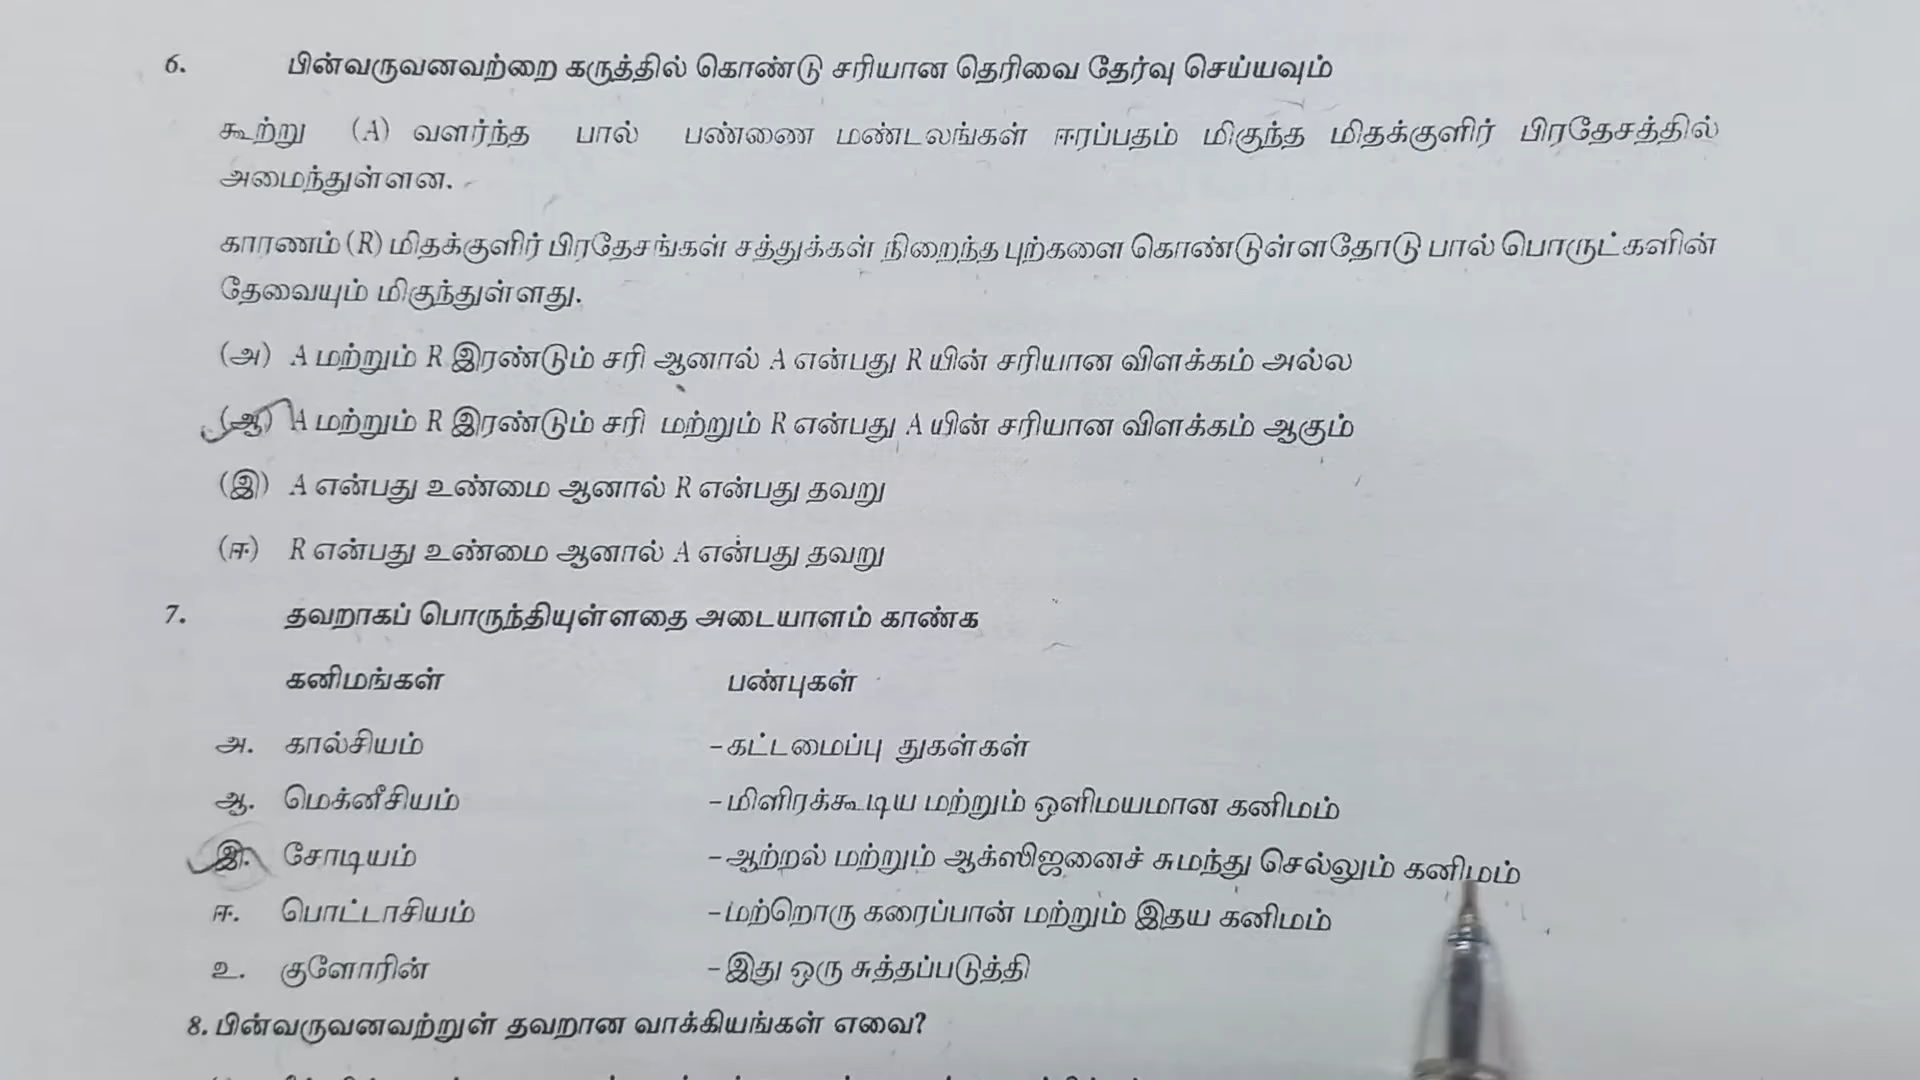 6. பின்வருவனவற்றை கருத்தில் கொண்டு சரியான தெரிவை தேர்வு செய்யவும்
கூற்று (A) வளர்ந்த பால் பண்ணை மண்டலங்கள் ஈரப்பதம் மிகுந்த மிதக்குளிர் பிரதேசத்தில்
அமைந்துள்ளன.
காரணம் (R) மிதக்குளிர் பிரதேசங்கள் சத்துக்கள் நிறைந்த புற்களை கொண்டுள்ளதோடு பால் பொருட்களின்
தேவையும் மிகுந்துள்ளது.
(அ) A மற்றும் R இரண்டும் சரி ஆனால் A என்பது R யின் சரியான விளக்கம் அல்ல
(ஆ) A மற்றும் R இரண்டும் சரி மற்றும் R என்பது A யின் சரியான விளக்கம் ஆகும்
(இ) A என்பது உண்மை ஆனால் R என்பது தவறு
(ஈ) R என்பது உண்மை ஆனால் A என்பது தவறு
7. தவறாகப் பொருந்தியுள்ளதை அடையாளம் காண்க
கனிமங்கள் பண்புகள்
அ. கால்சியம் – கட்டமைப்பு துகள்கள்
ஆ. மெக்னீசியம் – மிளிரக்கூடிய மற்றும் ஒளிமயமான கனிமம்
இ. சோடியம் – ஆற்றல் மற்றும் ஆக்ஸிஜனைச் சுமந்து செல்லும் கனிமம்
ஈ. பொட்டாசியம் – மற்றொரு கரைப்பான் மற்றும் இதய கனிமம்
உ. குளோரின் – இது ஒரு சுத்தப்படுத்தி
8. பின்வருவனவற்றுள் தவறான வாக்கியங்கள் எவை?